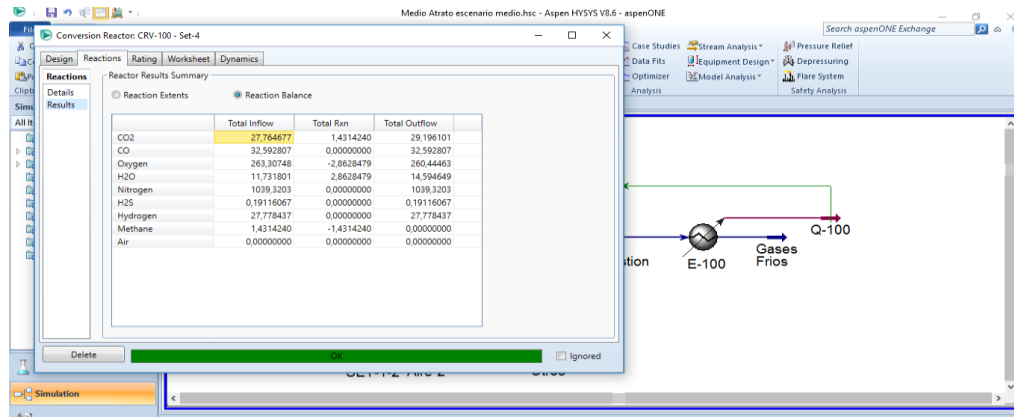 Medio Atrato escenario medio.hsc - Aspen HYSYS V8.6 - aspenONE
Search aspenONE Exchange
Conversion Reactor: CRV-100 - Set-4
Case Studies Stream Analysis Pressure Relief
Data Fits Equipment Design Depressuring
Optimizer Model Analysis Flare System
Analysis Safety Analysis
Design Reactions Rating Worksheet Dynamics
Reactions
Details
Results
Reactor Results Summary
Reaction Extents Reaction Balance
Total Inflow Total Rxn Total Outflow
CO2 27,764677 1,4314240 29,196101
CO 32,592807 0,00000000 32,592807
Oxygen 263,30748 -2,8628479 260,44463
H2O 11,731801 2,8628479 14,594649
Nitrogen 1039,3203 0,00000000 1039,3203
H2S 0,19116067 0,00000000 0,19116067
Hydrogen 27,778437 0,00000000 27,778437
Methane 1,4314240 -1,4314240 0,00000000
Air 0,00000000 0,00000000 0,00000000
Delete OK Ignored
Q-100
Gases
Frios
E-100
Simulation